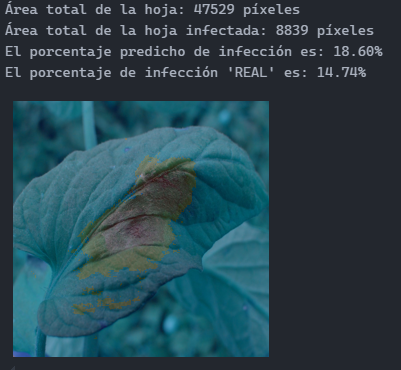 Área total de la hoja: 47529 píxeles
Área total de la hoja infectada: 8839 píxeles
El porcentaje predicho de infección es: 18.60%
El porcentaje de infección 'REAL' es: 14.74%